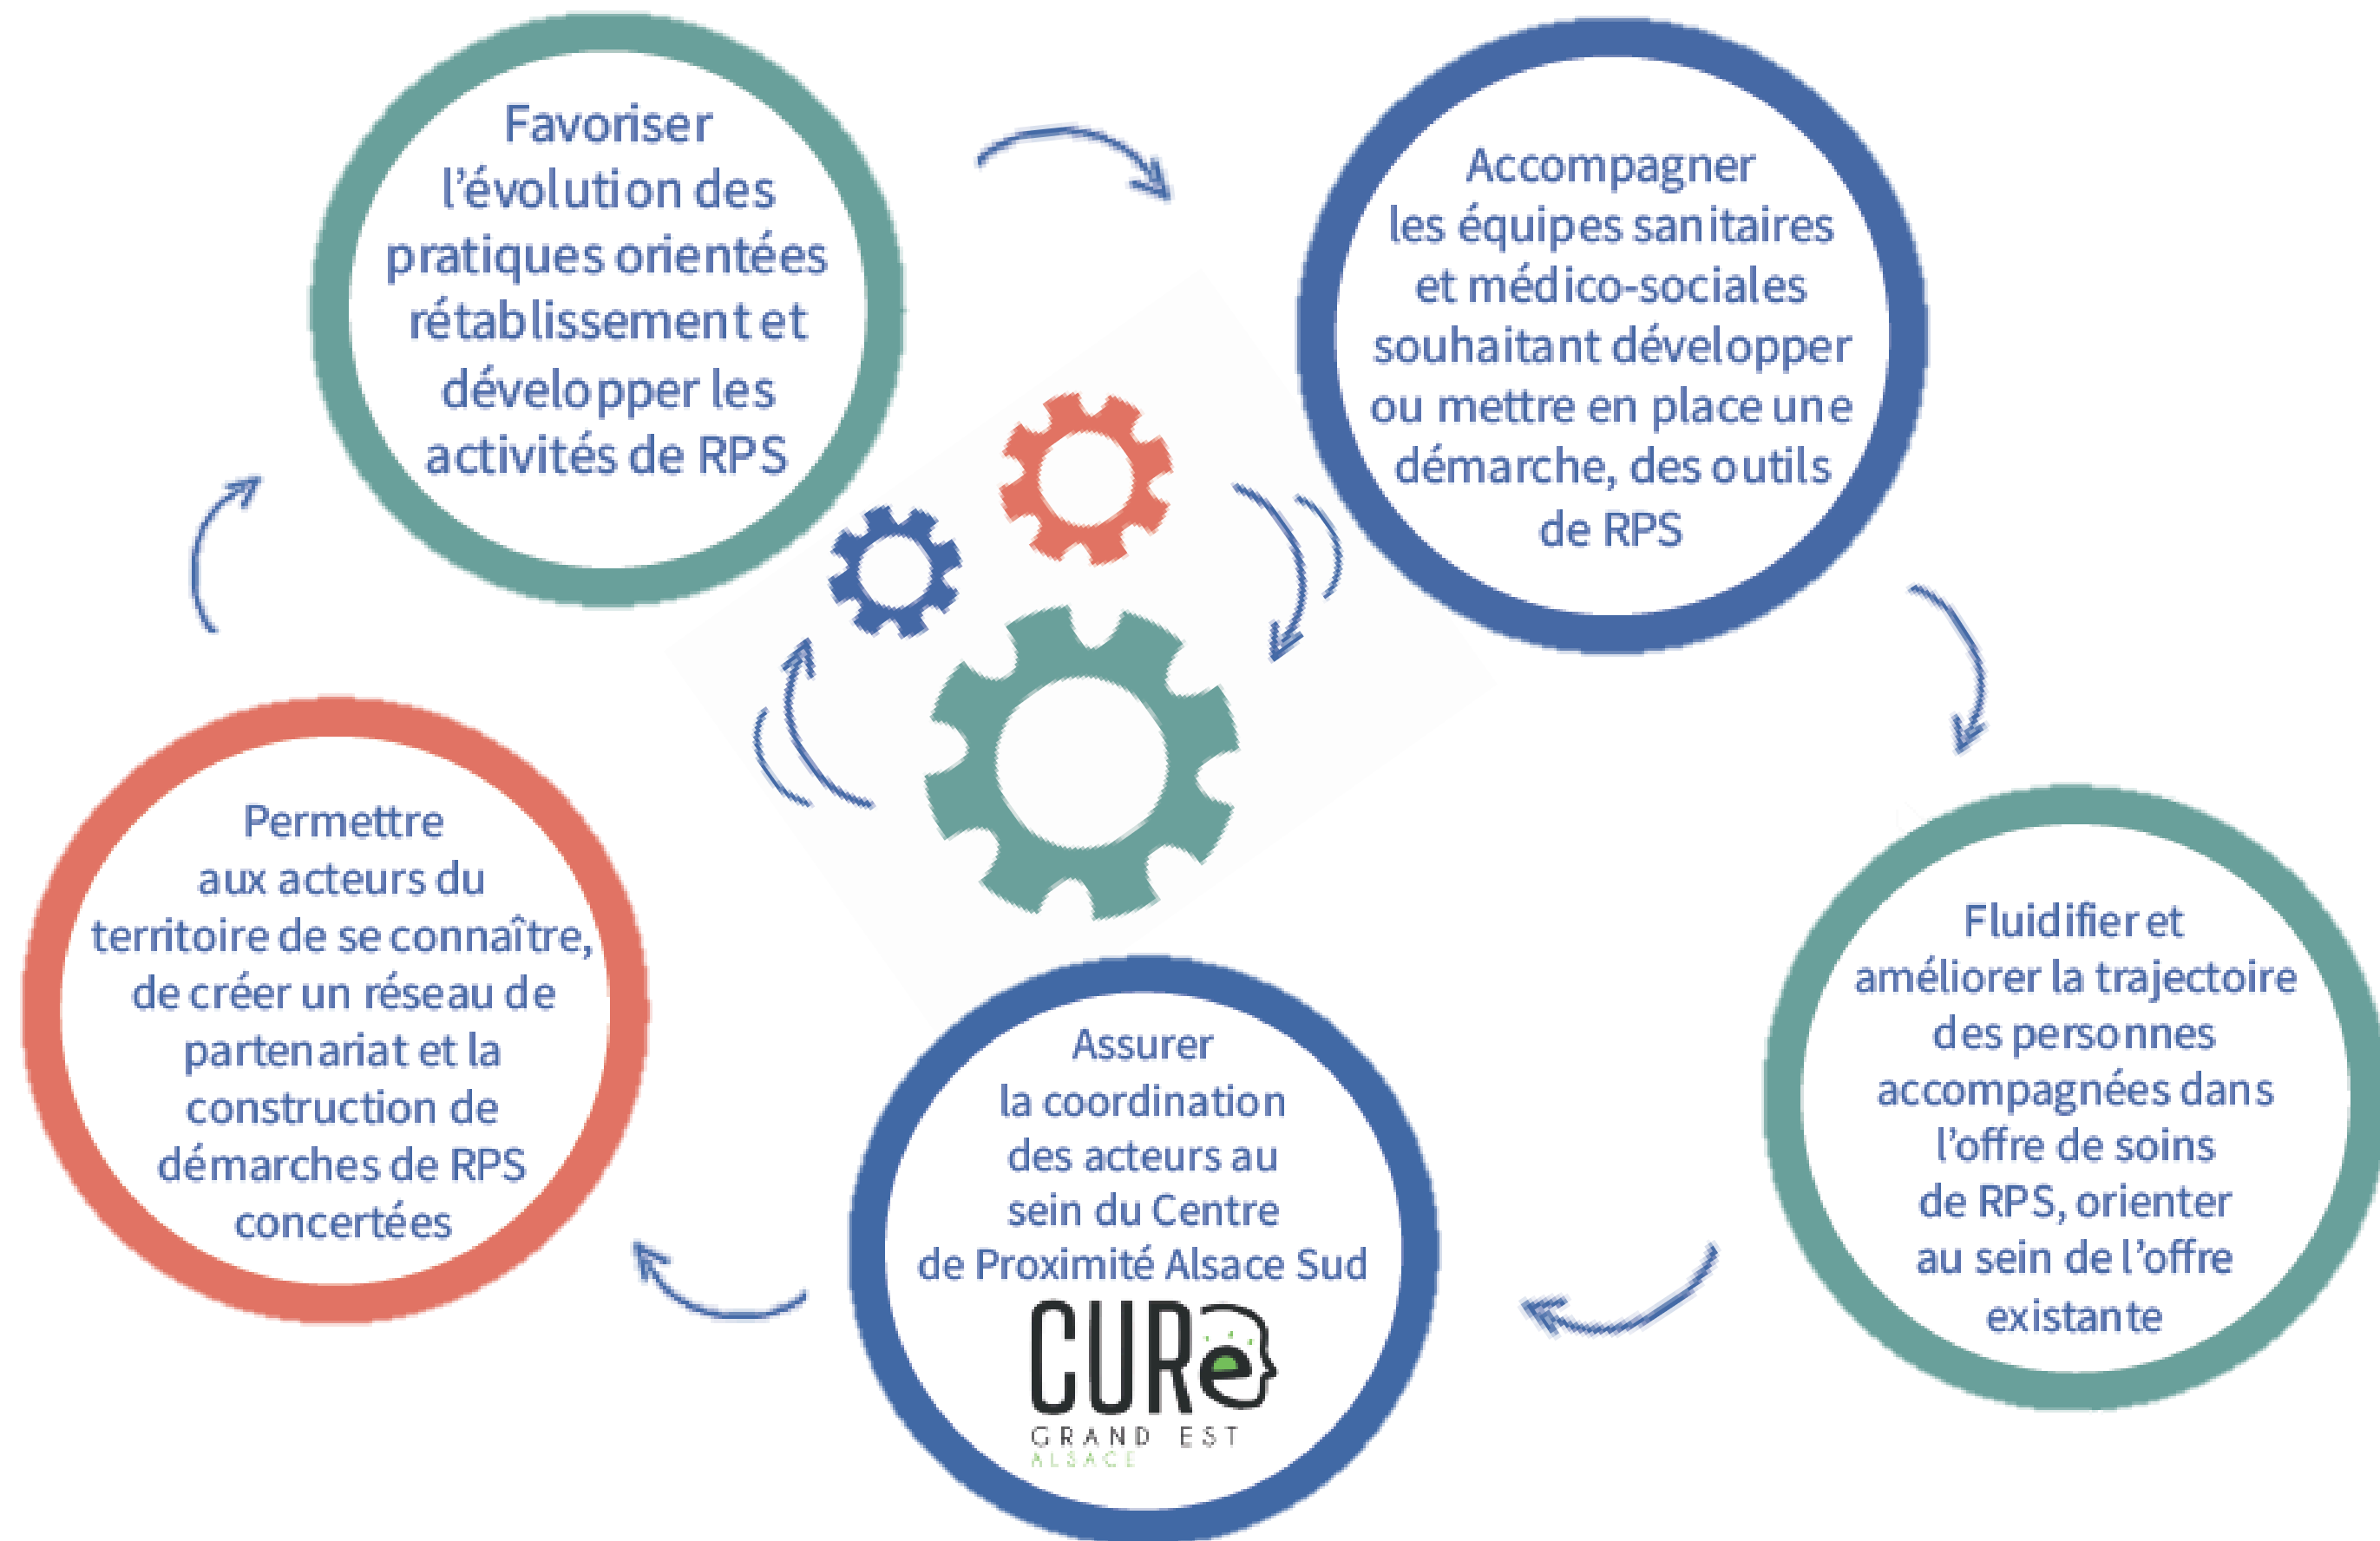 Favoriser
l’évolution des
pratiques orientées
rétablissement et
développer les
activités de RPS
Accompagner
les équipes sanitaires
et médico-sociales
souhaitant développer
ou mettre en place une
démarche, des outils
de RPS
Fluidifier et
améliorer la trajectoire
des personnes
accompagnées dans
l’offre de soins
de RPS, orienter
au sein de l’offre
existante
Assurer
la coordination
des acteurs au
sein du Centre
de Proximité Alsace Sud
CURe
GRAND EST
ALSACE
Permettre
aux acteurs du
territoire de se connaître,
de créer un réseau de
partenariat et la
construction de
démarches de RPS
concertées